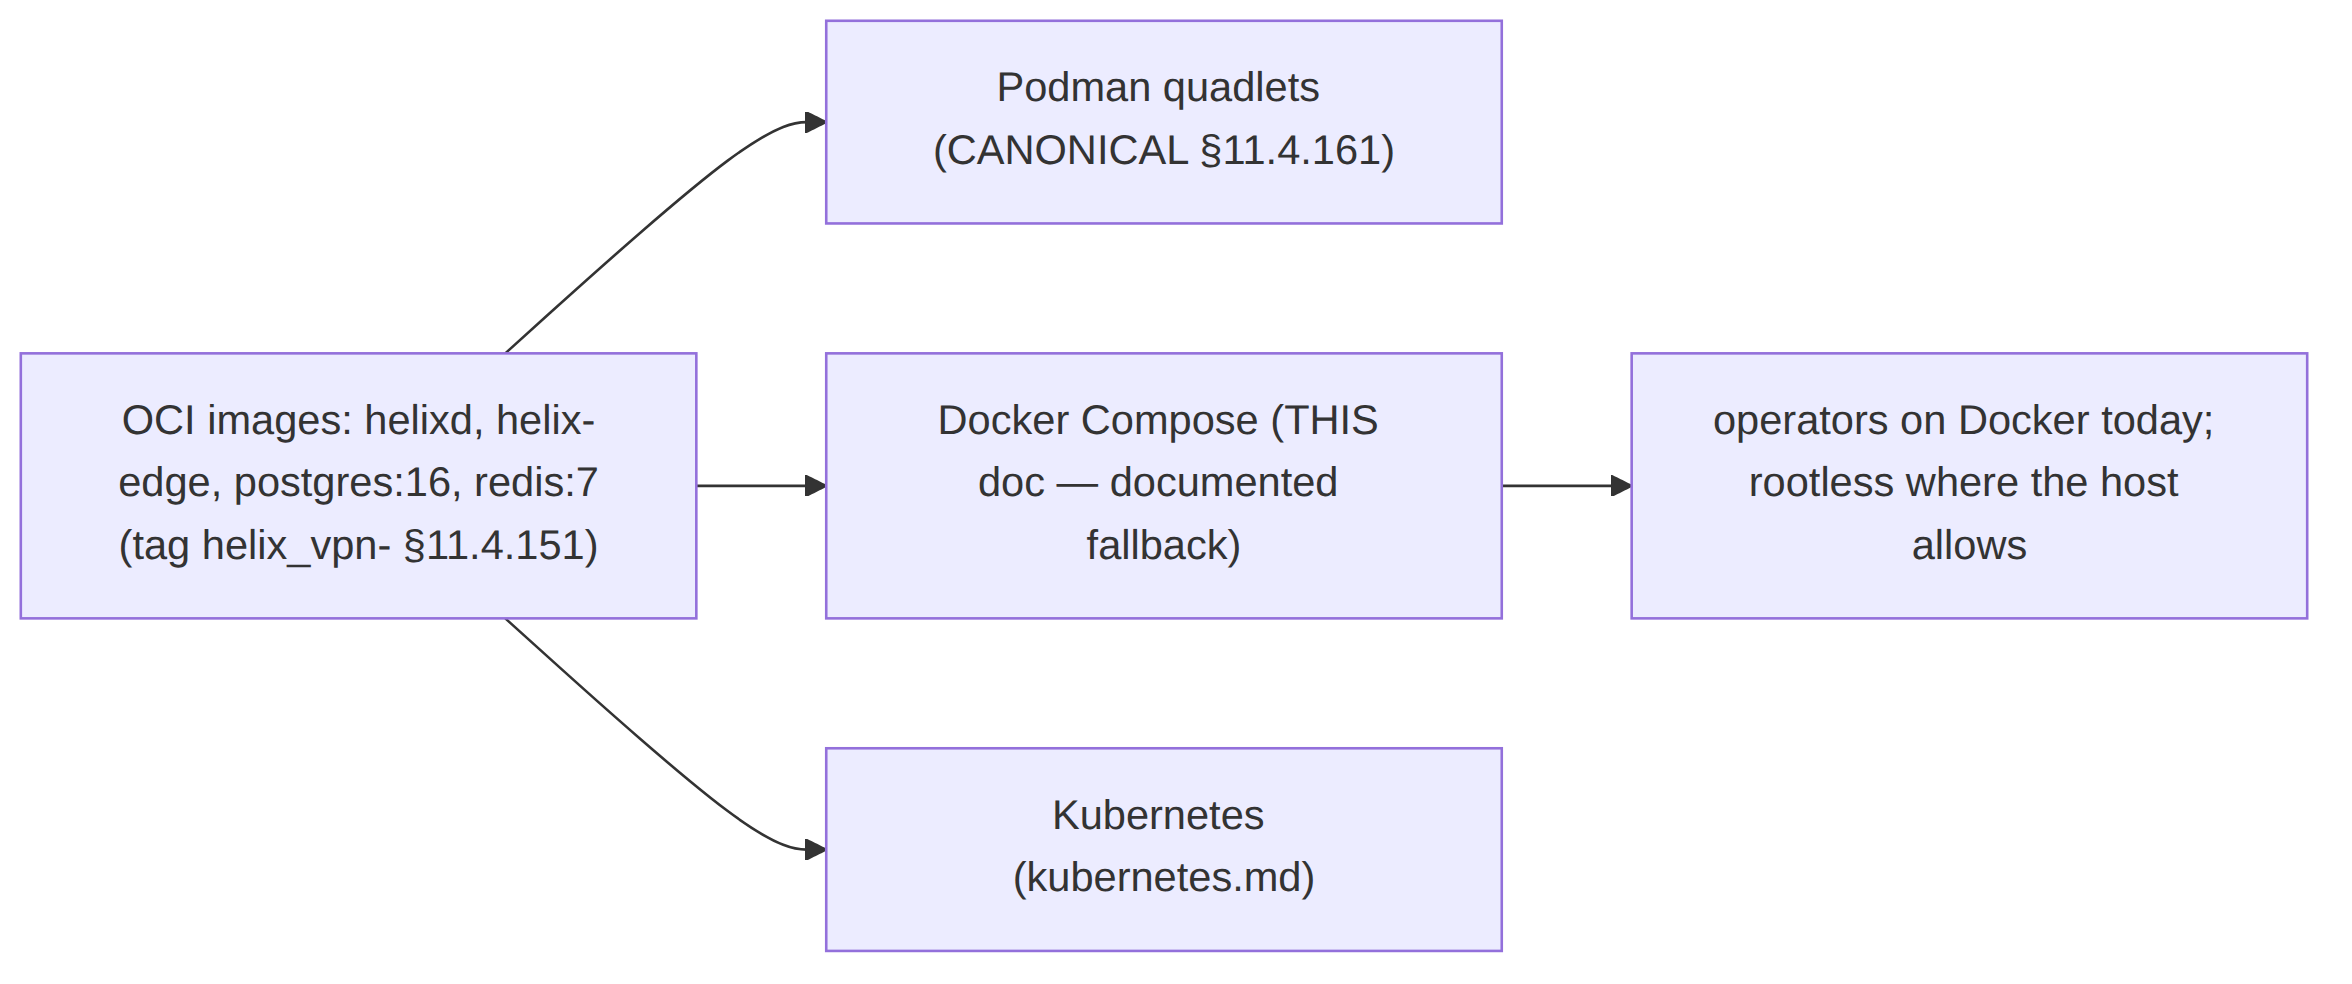 Podman quadlets
(CANONICAL §11.4.161)
OCI images: helixd, helix-
edge, postgres:16, redis:7
(tag helix_vpn- §11.4.151)
Docker Compose (THIS
doc — documented
fallback)
operators on Docker today;
rootless where the host
allows
Kubernetes
(kubernetes.md)